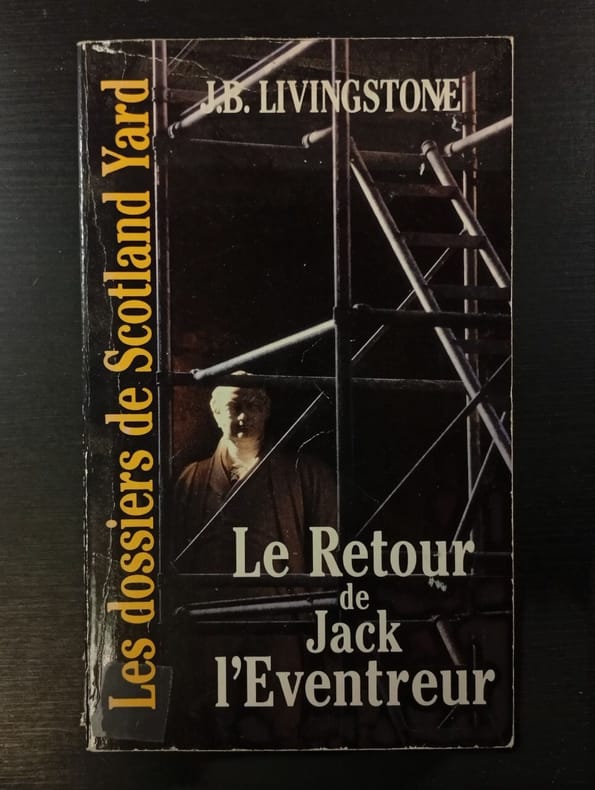 Les dossiers de Scotland Yard
J.B. LIVINGSTONE
Le Retour
de
Jack
l'Eventreur